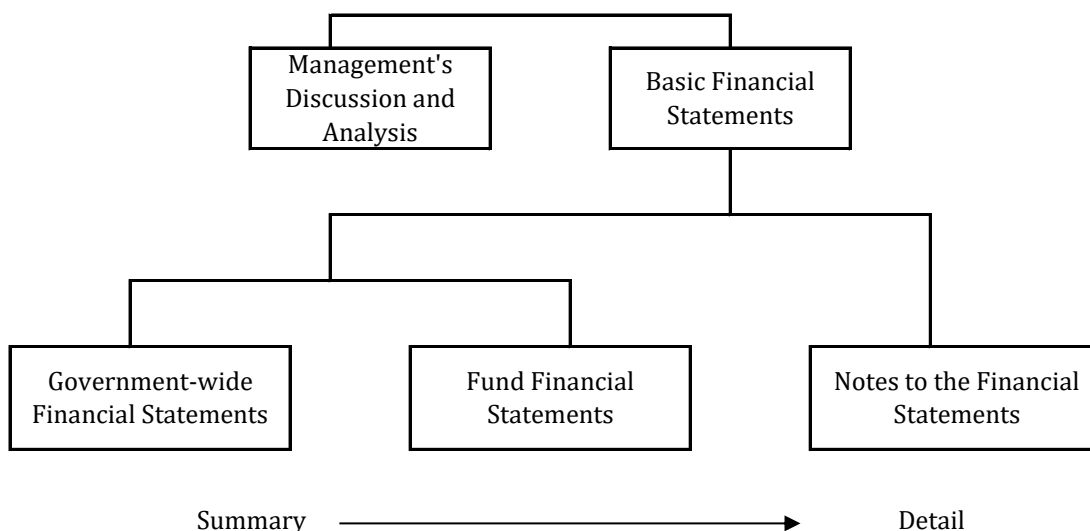 Management's
Discussion and
Analysis
Basic Financial
Statements
Government-wide
Financial Statements
Fund Financial
Statements
Notes to the Financial
Statements
Summary
Detail